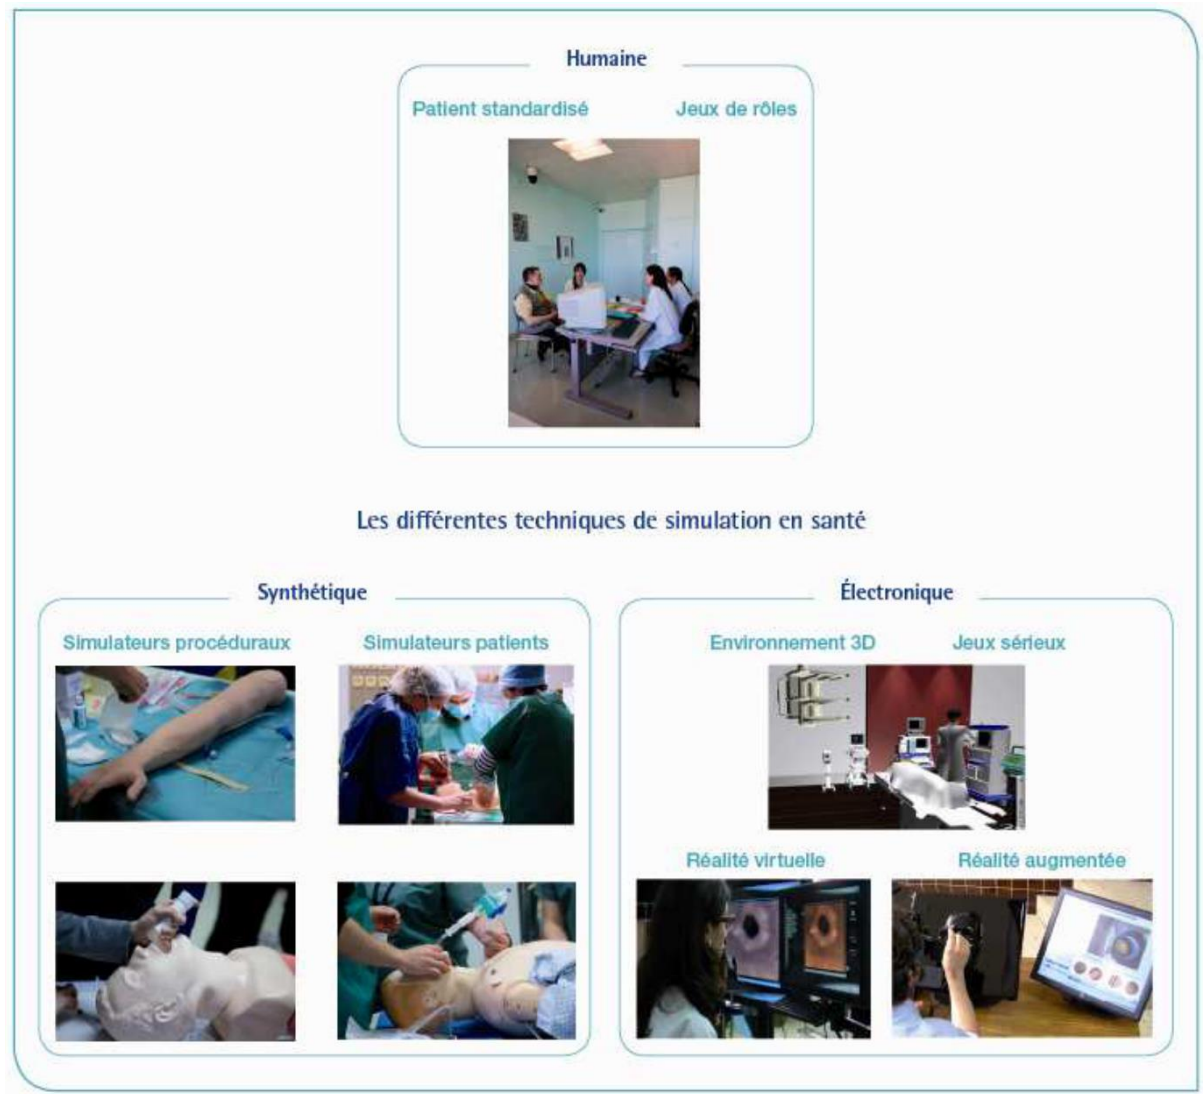 Humaine
Patient standardisé
Jeux de rôles
Les différentes techniques de simulation en santé
Synthétique
Simulateurs procéduraux
Simulateurs patients
Électronique
Environnement 3D
Jeux sérieux
Réalité virtuelle
Réalité augmentée